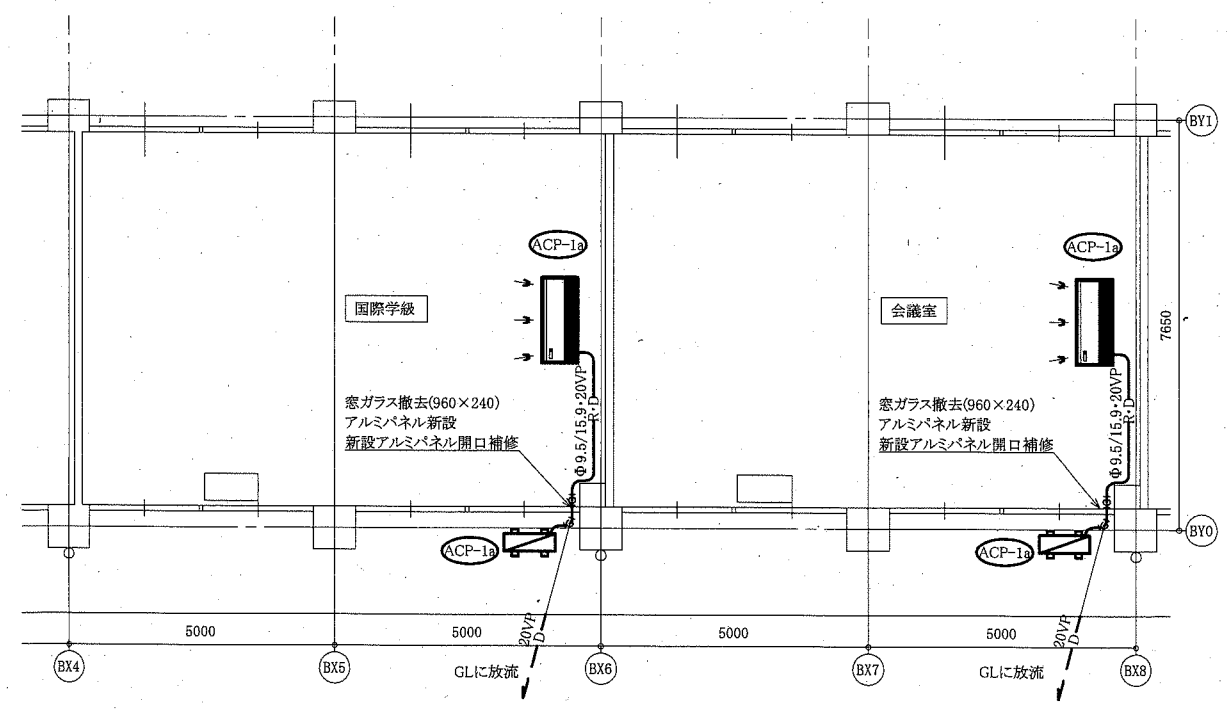 BY1
ACP-1a
ACP-1a
国際学級
会議室
7650
Φ9.5/15.9・20VP
R・D
Φ9.5/15.9・20VP
R・D
窓ガラス撤去(960×240)
アルミパネル新設
新設アルミパネル開口補修
窓ガラス撤去(960×240)
アルミパネル新設
新設アルミパネル開口補修
BY0
ACP-1a
ACP-1a
5000
5000
5000
5000
20VP
D
20VP
D
BX4
BX5
GLに放流
BX6
BX7
GLに放流
BX8